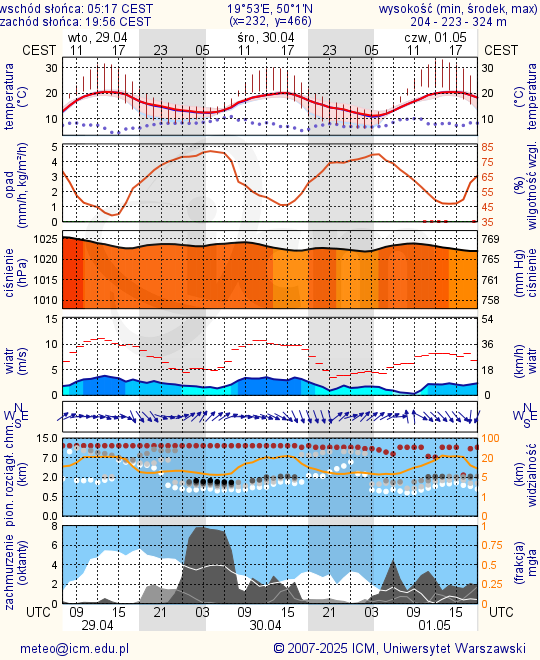 wschód słońca: 05:17 CEST 19°53'E, 50°1'N wysokość (min, środek, max)
zachód słońca: 19:56 CEST (x=232, y=466) 204 - 223 - 324 m
wto, 29.04 śro, 30.04 czw, 01.05
CEST 11 17 23 05 11 17 23 05 11 17 CEST
temperatura (°C) 30 20 10 30 20 10 (°C) temperatura
opad (mm/h, kg/m²/h) 5 4 3 2 1 0 85 75 65 55 45 35 (%) wilgotność wzgl.
ciśnienie (hPa) 1025 1020 1015 1010 769 765 761 758 (mm Hg) ciśnienie
wiatr (m/s) 15 10 5 0 54 36 18 0 (km/h) wiatr
N W E S N W E S
pion. rozciągł. chm. (km) 15.0 7.0 2.0 0.5 0.0 100 20 5 1 0 (km) widzialność
zachmurzenie (oktanty) 8 6 4 2 0 1 0.75 0.5 0.25 0 (frakcja) mgła
UTC 09 15 21 03 09 15 21 03 09 15 UTC
29.04 30.04 01.05
meteo@icm.edu.pl © 2007-2025 ICM, Uniwersytet Warszawski